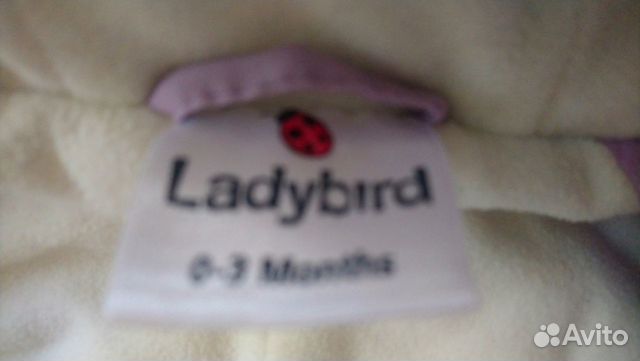 Ladybird
0-3 Months
Avito